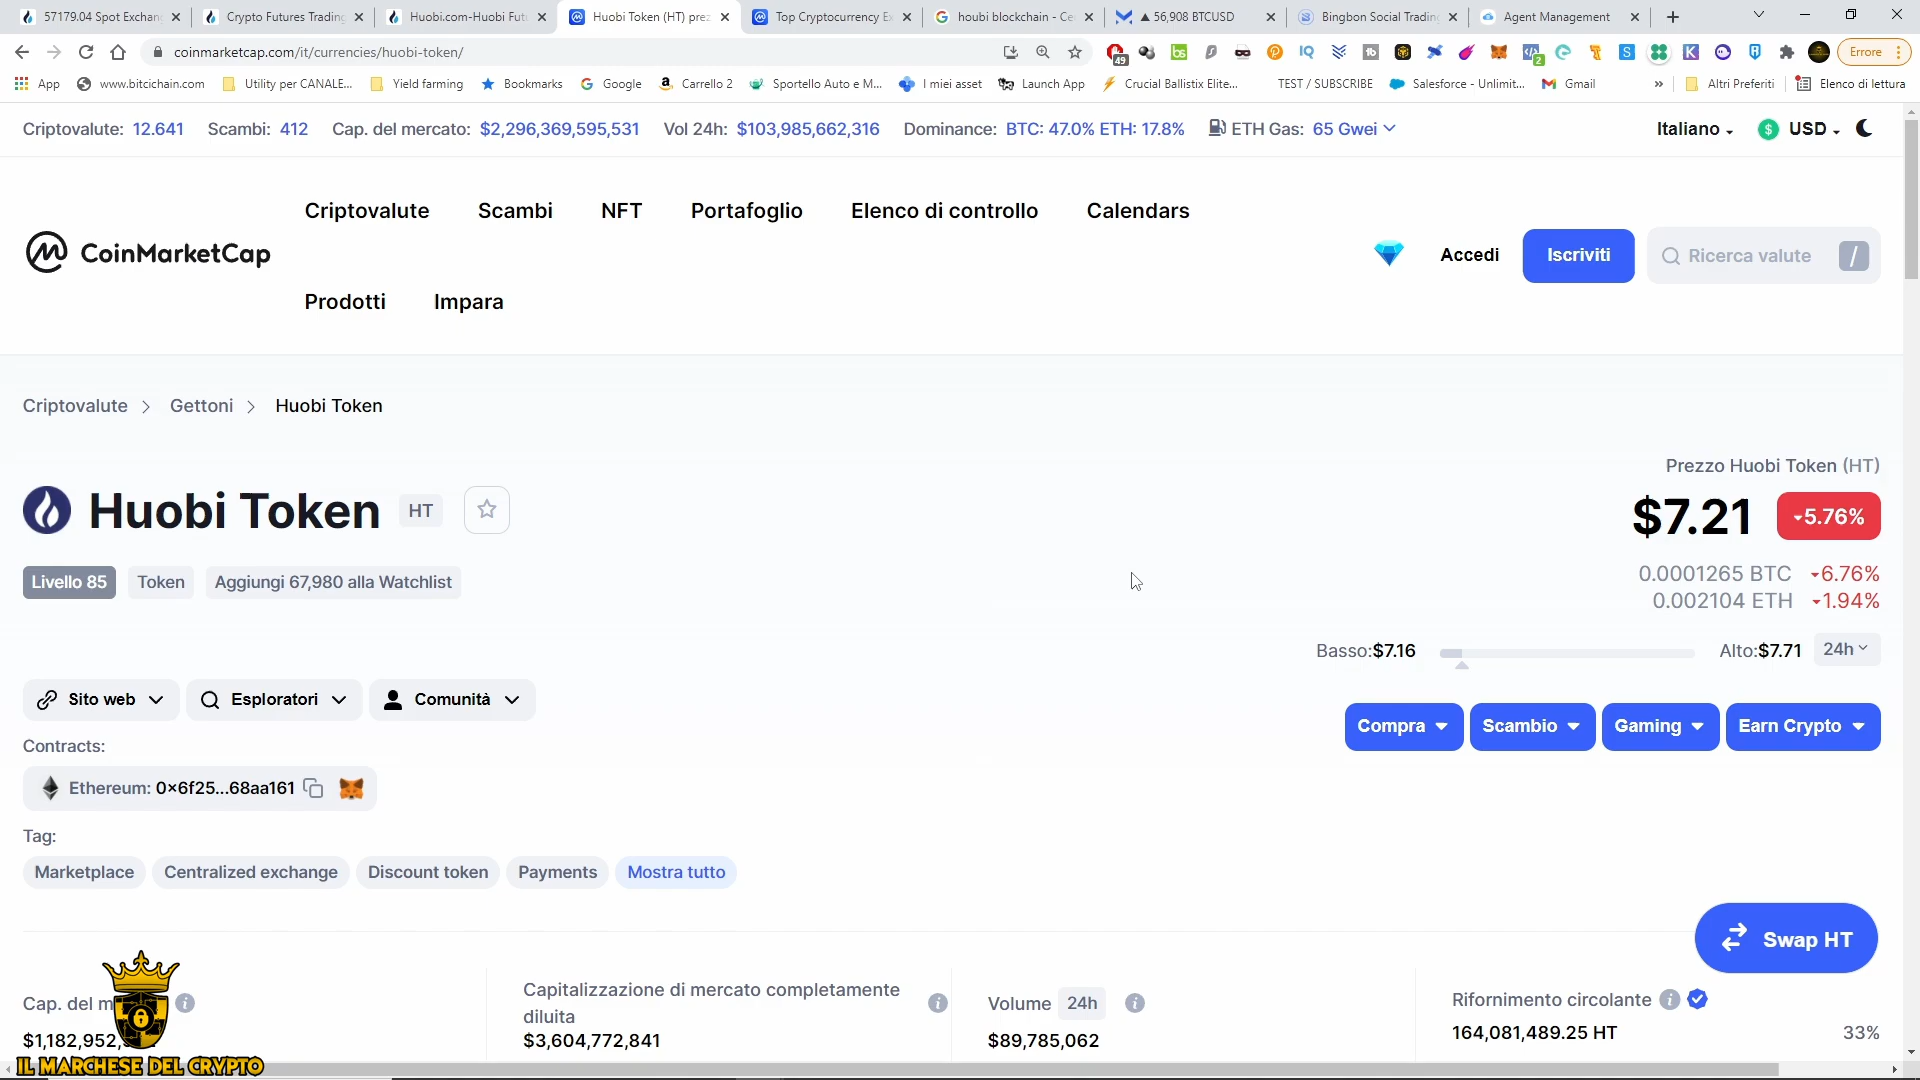 57179.04 Spot Exchan
Crypto Futures Trading
Huobi.com-Huobi Futu
Huobi Token (HT) prez
Top Cryptocurrency Ex
houbi blockchain - Ce
▲ 56,908 BTCUSD
Bingbon Social Trading
Agent Management
coinmarketcap.com/it/currencies/huobi-token/
49
2
Errore
App
www.bitcichain.com
Utility per CANALE...
Yield farming
Bookmarks
Google
Carrello 2
Sportello Auto e M...
I miei asset
Launch App
Crucial Ballistix Elite...
TEST / SUBSCRIBE
Salesforce - Unlimit...
Gmail
»
Altri Preferiti
Elenco di lettura
Criptovalute: 12.641 Scambi: 412 Cap. del mercato: $2,296,369,595,531 Vol 24h: $103,985,662,316 Dominance: BTC: 47.0% ETH: 17.8% ETH Gas: 65 Gwei
Italiano
USD
Criptovalute Scambi NFT Portafoglio Elenco di controllo Calendars
CoinMarketCap
Accedi
Iscriviti
Ricerca valute /
Prodotti Impara
Criptovalute > Gettoni > Huobi Token
Prezzo Huobi Token (HT)
Huobi Token HT
$7.21 5.76%
0.0001265 BTC 6.76%
Livello 85 Token Aggiungi 67,980 alla Watchlist
0.002104 ETH 1.94%
Basso:$7.16 Alto:$7.71 24h
Sito web Esploratori Comunità
Compra Scambio Gaming Earn Crypto
Contracts:
Ethereum: 0x6f25...68aa161
Tag:
Marketplace Centralized exchange Discount token Payments Mostra tutto
Swap HT
Cap. del m
Capitalizzazione di mercato completamente
diluita
Volume 24h
Rifornimento circolante
$1,182,952,
$3,604,772,841
$89,785,062
164,081,489.25 HT 33%
IL MARCHESE DEL CRYPTO